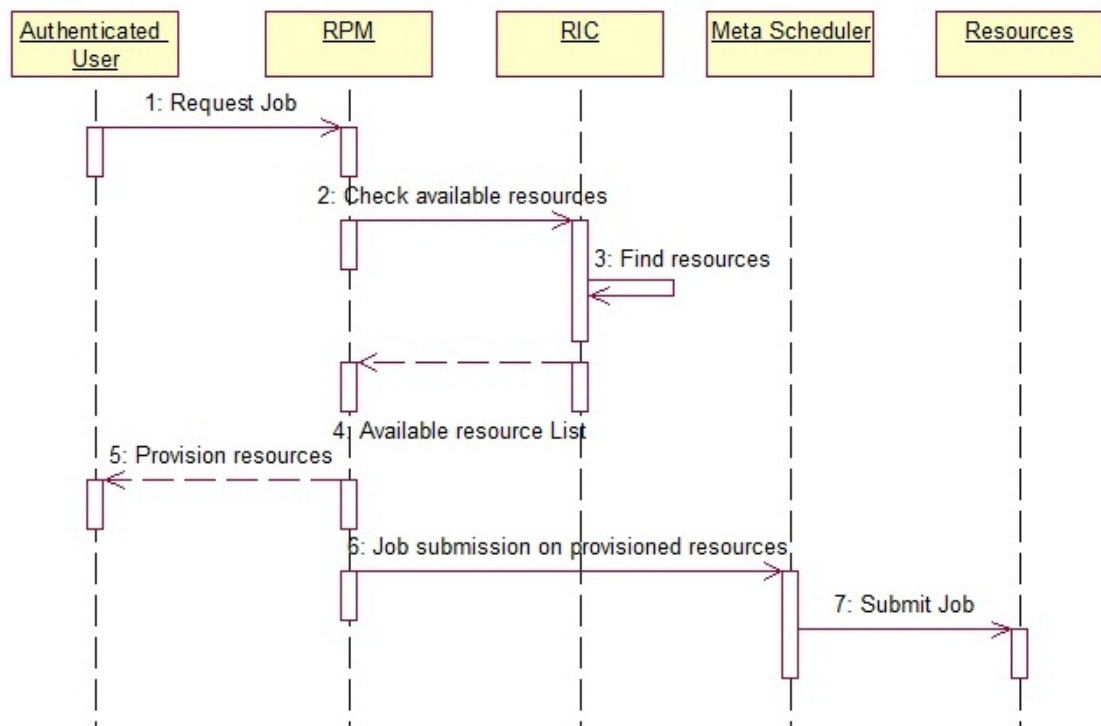 Authenticated
User
RPM
RIC
Meta Scheduler
Resources
1: Request Job
2: Check available resources
3: Find resources
4: Available resource List
5: Provision resources
6: Job submission on provisioned resources
7: Submit Job